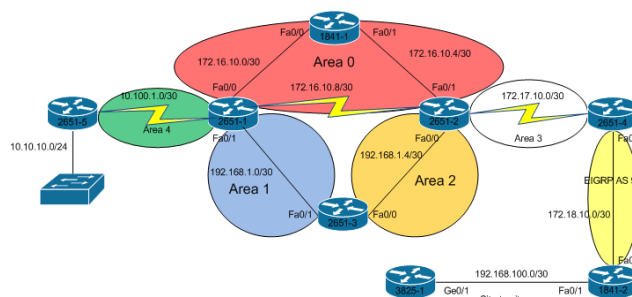 1841-1
Fa0/0
Fa0/1
172.16.10.0/30
172.16.10.4/30
Area 0
10.100.1.0/30
Fa0/0
172.16.10.8/30
Fa0/1
172.17.10.0/30
2651-5
2651-1
2651-2
2651-4
Area 4
Fa0/1
Fa0/0
Area 3
10.10.10.0/24
192.168.1.4/30
192.168.1.0/30
Area 1
Area 2
EIGRP AS
Fa0/1
Fa0/0
172.18.10.0/30
2651-3
192.168.100.0/30
3825-1
Ge0/1
Fa0/1
1841-2